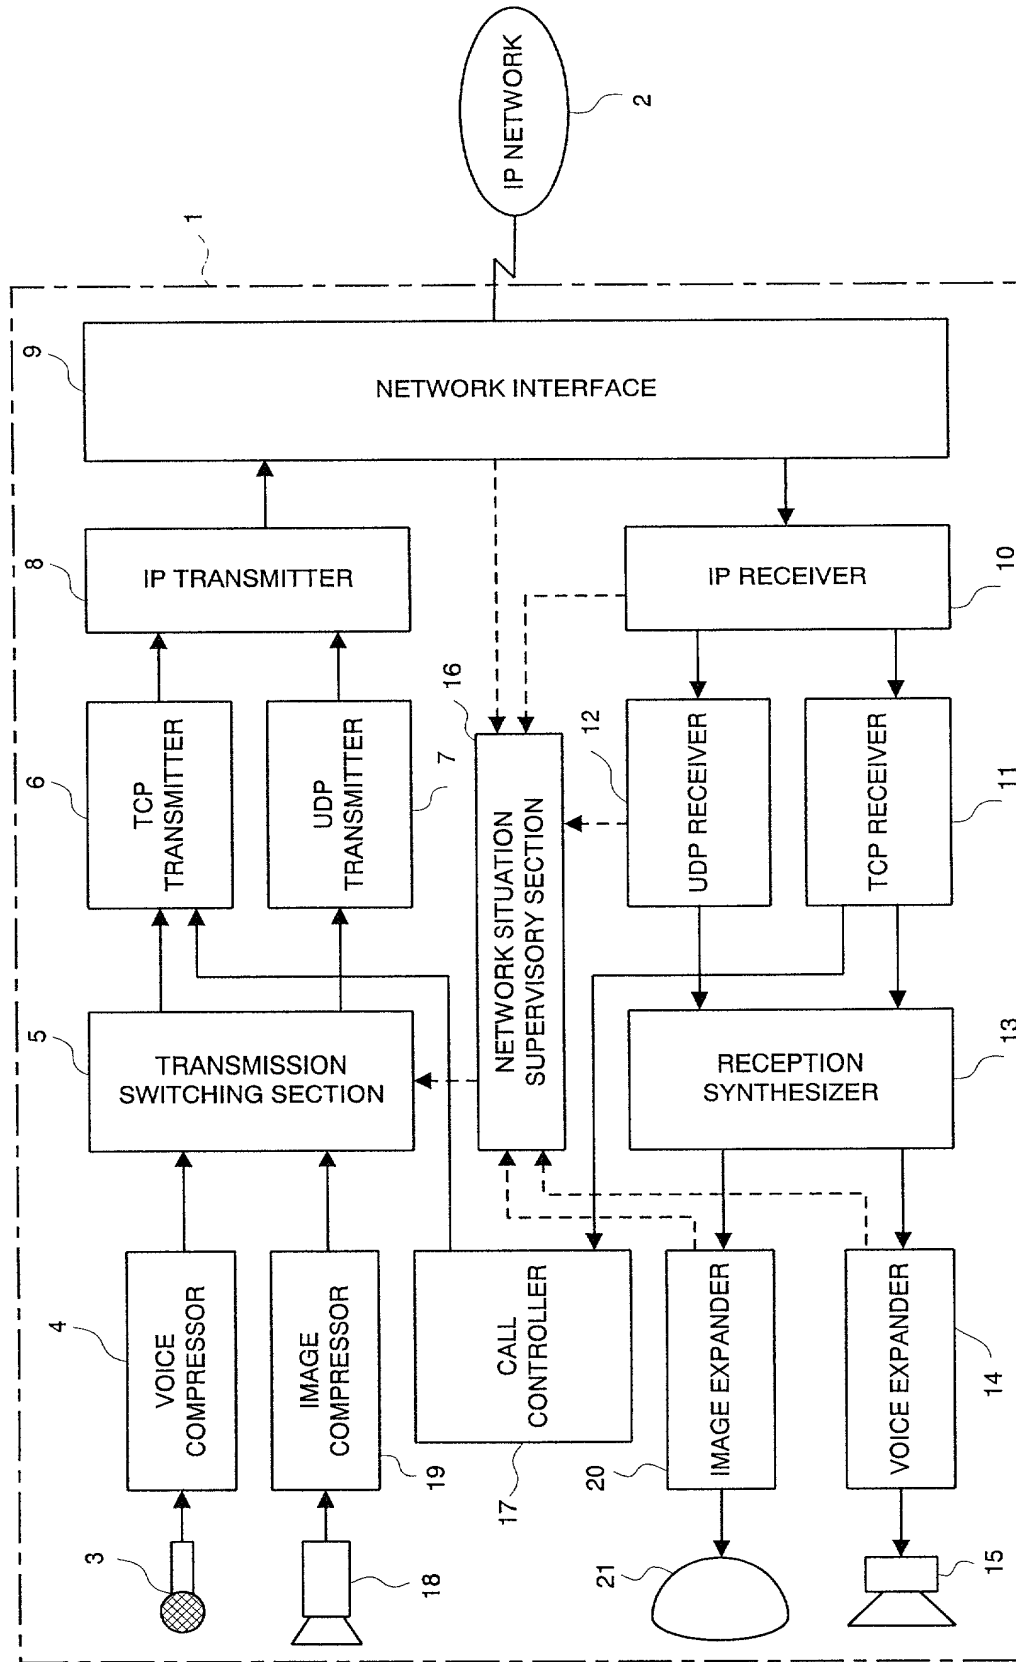 1
IP NETWORK
2
9
NETWORK INTERFACE
8
IP TRANSMITTER
IP RECEIVER
10
6
TCP
TRANSMITTER
UDP
TRANSMITTER
7
16
NETWORK SITUATION
SUPERVISORY SECTION
12
UDP RECEIVER
TCP RECEIVER
11
5
TRANSMISSION
SWITCHING SECTION
RECEPTION
SYNTHESIZER
13
4
VOICE
COMPRESSOR
IMAGE
COMPRESSOR
19
CALL
CONTROLLER
17
20
IMAGE EXPANDER
VOICE EXPANDER
14
3
18
21
15